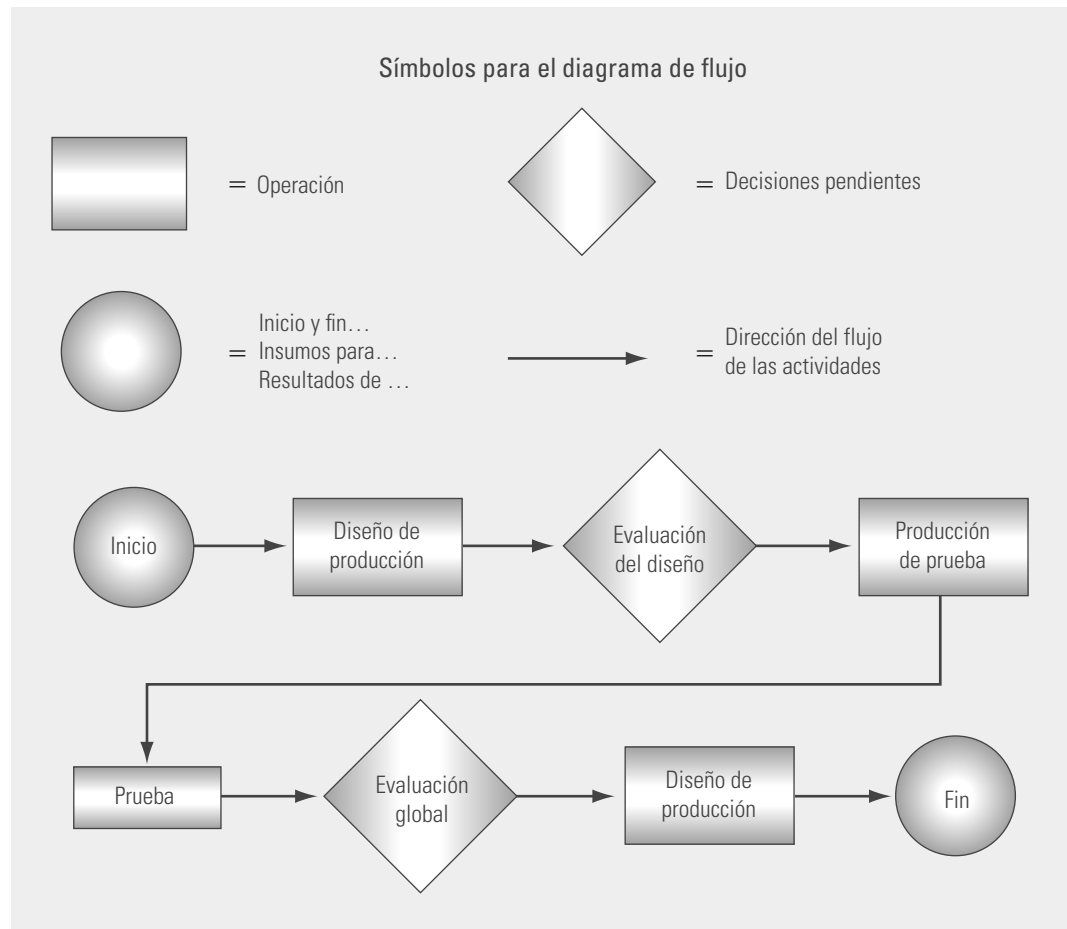 Símbolos para el diagrama de flujo
= Operación
= Decisiones pendientes
Inicio y fin…
= Insumos para…
Resultados de …
= Dirección del flujo
de las actividades
Inicio
Diseño de
producción
Evaluación
del diseño
Producción
de prueba
Prueba
Evaluación
global
Diseño de
producción
Fin